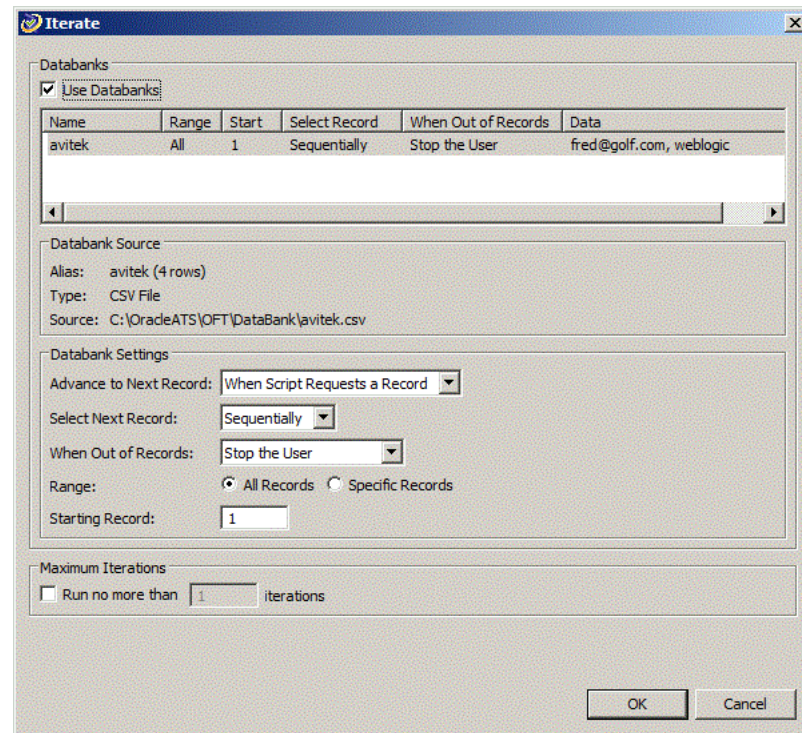 Iterate
Databanks
Use Databanks
Name Range Start Select Record When Out of Records Data
avitek All 1 Sequentially Stop the User fred@golf.com, weblogic
Databank Source
Alias: avitek (4 rows)
Type: CSV File
Source: C:\OracleATS\OFT\DataBank\avitek.csv
Databank Settings
Advance to Next Record: When Script Requests a Record
Select Next Record: Sequentially
When Out of Records: Stop the User
Range: All Records Specific Records
Starting Record: 1
Maximum Iterations
Run no more than 1 iterations
OK Cancel